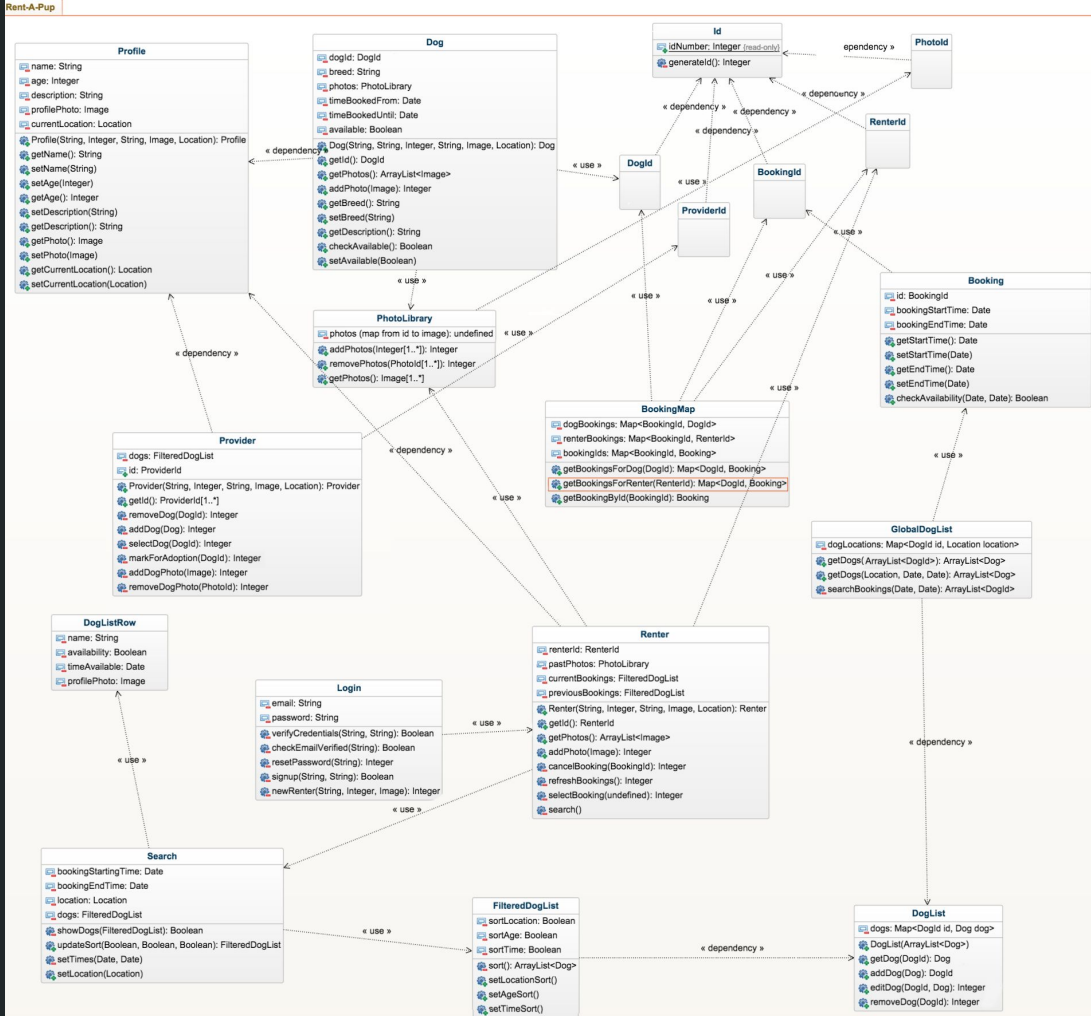 Rent-A-Pup
Profile
name: String
age: Integer
description: String
profilePhoto: Image
currentLocation: Location
Profile(String, Integer, String, Image, Location): Profile
getName(): String
setName(String)
setAge(Integer)
getAge(): Integer
setDescription(String)
getDescription(): String
getPhoto(): Image
setPhoto(Image)
getCurrentLocation(): Location
setCurrentLocation(Location)
« dependency »
Dog
dogId: DogId
breed: String
photos: PhotoLibrary
timeBookedFrom: Date
timeBookedUntil: Date
available: Boolean
Dog(String, String, Integer, String, Image, Location): Dog
getId(): DogId
getPhotos(): ArrayList<Image>
addPhoto(Image): Integer
getBreed(): String
setBreed(String)
getDescription(): String
checkAvailable(): Boolean
setAvailable(Boolean)
« use »
« use »
Id
idNumber: Integer {read-only}
generateId(): Integer
ependency »
PhotoId
« dependency »
« dependency »
« dependency »
« dependency »
RenterId
DogId
BookingId
« use »
ProviderId
« use »
« use »
« use »
« use »
Booking
id: BookingId
bookingStartTime: Date
bookingEndTime: Date
getStartTime(): Date
setStartTime(Date)
getEndTime(): Date
setEndTime(Date)
checkAvailability(Date, Date): Boolean
PhotoLibrary
photos (map from id to image): undefined
addPhotos(Integer[1..*]): Integer
removePhotos(PhotoId[1..*]): Integer
getPhotos(): Image[1..*]
« use »
« dependency »
« use »
BookingMap
dogBookings: Map<BookingId, DogId>
renterBookings: Map<BookingId, RenterId>
bookingIds: Map<BookingId, Booking>
getBookingsForDog(DogId): Map<DogId, Booking>
getBookingsForRenter(RenterId): Map<DogId, Booking>
getBookingById(BookingId): Booking
Provider
dogs: FilteredDogList
id: ProviderId
Provider(String, Integer, String, Image, Location): Provider
getId(): ProviderId[1..*]
removeDog(DogId): Integer
addDog(Dog): Integer
selectDog(DogId): Integer
markForAdoption(DogId): Integer
addDogPhoto(Image): Integer
removeDogPhoto(PhotoId): Integer
« dependency »
« use »
« use »
GlobalDogList
dogLocations: Map<DogId id, Location location>
getDogs(ArrayList<DogId>): ArrayList<Dog>
getDogs(Location, Date, Date): ArrayList<Dog>
searchBookings(Date, Date): ArrayList<DogId>
DogListRow
name: String
availability: Boolean
timeAvailable: Date
profilePhoto: Image
Login
email: String
password: String
verifyCredentials(String, String): Boolean
checkEmailVerified(String): Boolean
resetPassword(String): Integer
signup(String, String): Boolean
newRenter(String, Integer, Image): Integer
« use »
Renter
renterId: RenterId
pastPhotos: PhotoLibrary
currentBookings: FilteredDogList
previousBookings: FilteredDogList
Renter(String, Integer, String, Image, Location): Renter
getId(): RenterId
getPhotos(): ArrayList<Image>
addPhoto(Image): Integer
cancelBooking(BookingId): Integer
refreshBookings(): Integer
selectBooking(undefined): Integer
search()
« use »
« use »
« dependency »
Search
bookingStartingTime: Date
bookingEndTime: Date
location: Location
dogs: FilteredDogList
showDogs(FilteredDogList): Boolean
updateSort(Boolean, Boolean, Boolean): FilteredDogList
setTimes(Date, Date)
setLocation(Location)
« use »
FilteredDogList
sortLocation: Boolean
sortAge: Boolean
sortTime: Boolean
sort(): ArrayList<Dog>
setLocationSort()
setAgeSort()
setTimeSort()
« dependency »
DogList
dogs: Map<DogId id, Dog dog>
DogList(ArrayList<Dog>)
getDog(DogId): Dog
addDog(Dog): DogId
editDog(DogId, Dog): Integer
removeDog(DogId): Integer